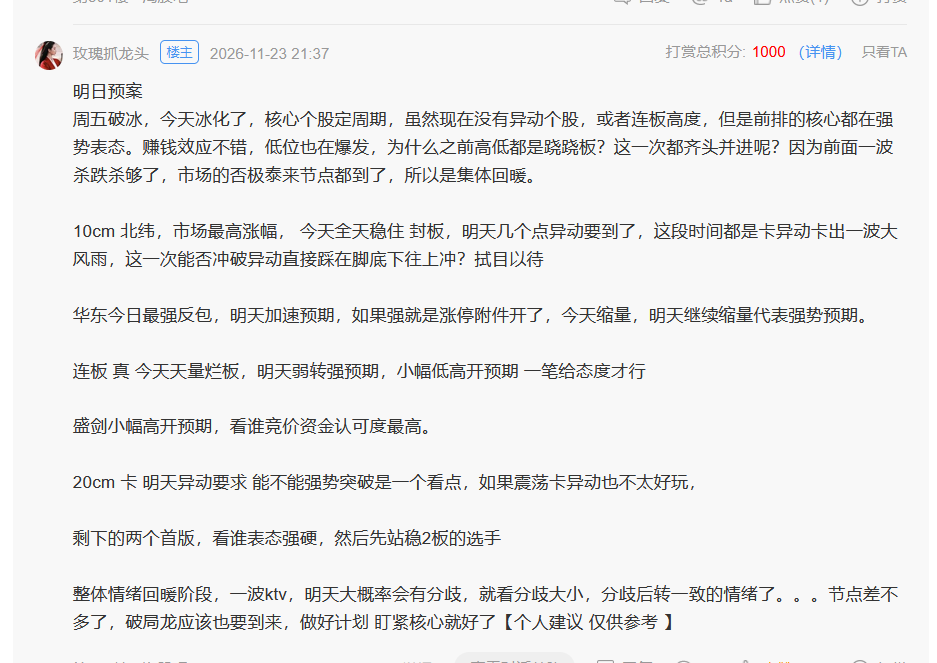 玫瑰抓龙头 楼主 2026-11-23 21:37 打赏总积分: 1000 （详情） 只看TA
明日预案
周五破冰，今天冰化了，核心个股定周期，虽然现在没有异动个股，或者连板高度，但是前排的核心都在强
势表态。赚钱效应不错，低位也在爆发，为什么之前高低都是跷跷板？这一次都齐头并进呢？因为前面一波
杀跌杀够了，市场的否极泰来节点都到了，所以是集体回暖。
10cm 北纬，市场最高涨幅， 今天全天稳住 封板，明天几个点异动要到了，这段时间都是卡异动卡出一波大
风雨，这一次能否冲破异动直接踩在脚底下往上冲？拭目以待
华东今日最强反包，明天加速预期，如果强就是涨停附件开了，今天缩量，明天继续缩量代表强势预期。
连板 真 今天天量烂板，明天弱转强预期，小幅低高开预期 一笔给态度才行
盛剑小幅高开预期，看谁竞价资金认可度最高。
20cm 卡 明天异动要求 能不能强势突破是一个看点，如果震荡卡异动也不太好玩，
剩下的两个首版，看谁表态强硬，然后先站稳2板的选手
整体情绪回暖阶段，一波ktv，明天大概率会有分歧，就看分歧大小，分歧后转一致的情绪了。。。节点差不
多了，破局龙应该也要到来，做好计划 盯紧核心就好了【个人建议 仅供参考 】